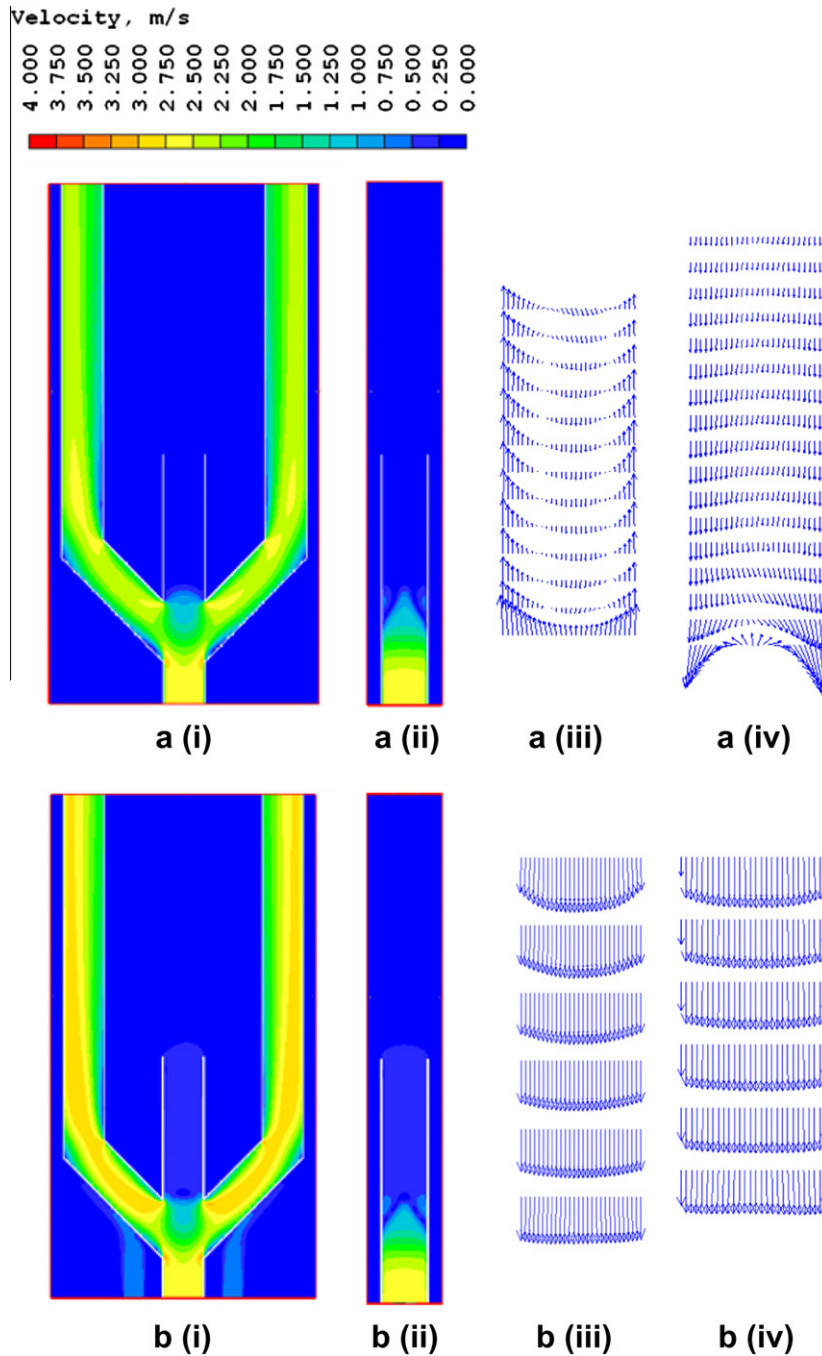 Velocity, m/s
4.000
3.750
3.500
3.250
2.750
2.500
2.250
2.000
1.750
1.500
1.250
1.000
0.750
0.500
0.250
0.000
a (i)
a (ii)
a (iii)
a (iv)
b (i)
b (ii)
b (iii)
b (iv)